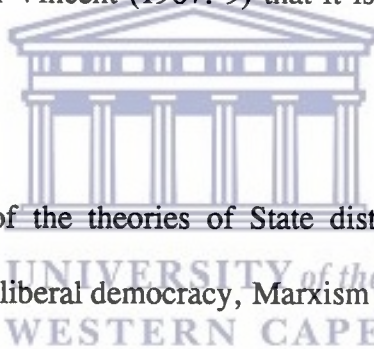 Vincent (1987: 9) that it is
of the theories of State dist
UNIVERSITY of the
liberal democracy, Marxism
WESTERN CAPE